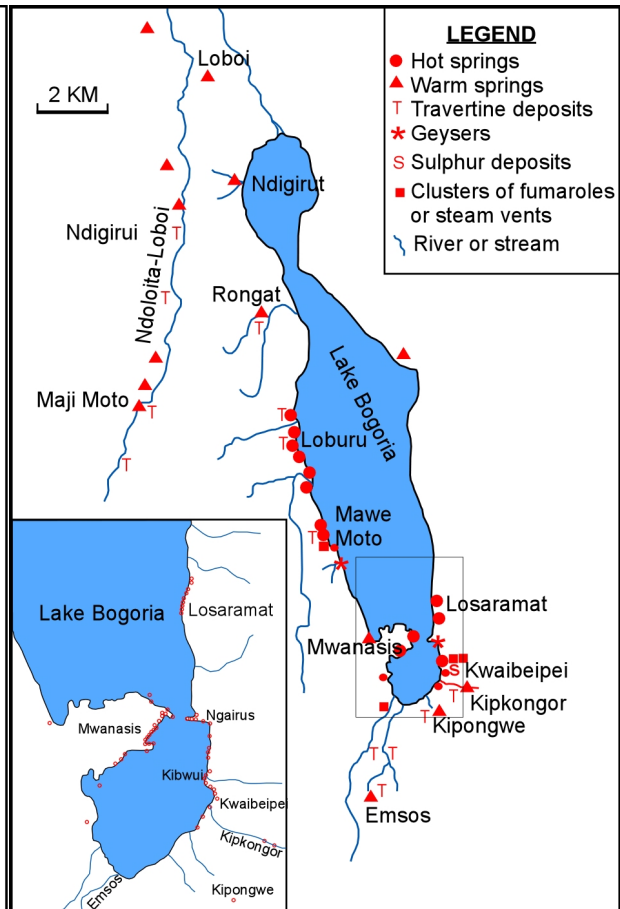 LEGEND
Hot springs
Warm springs
T Travertine deposits
* Geysers
S Sulphur deposits
Clusters of fumaroles
or steam vents
River or stream
2 KM
Loboi
Ndigirut
Ndigirui
Ndoloita-Loboi
T
T
Rongat
T
Lake Bogoria
Maji Moto
T
T
T
Loburu
T
Mawe
T Moto
*
Losaramat
Mwanasis
*
S Kwaibeipei
T
Kipkongor
T
Kipongwe
T T
T
Emsos
Lake Bogoria
Losaramat
Mwanasis
Ngairus
Kibwui
Kwaibeipei
Kipkongor
Kipongwe
Emsos